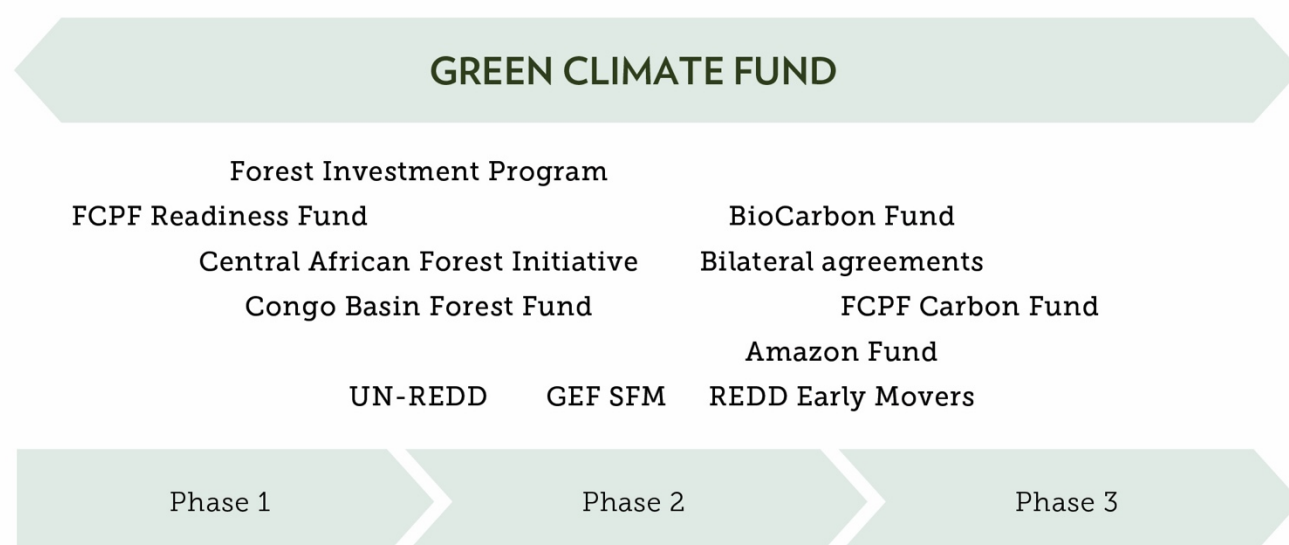 GREEN CLIMATE FUND
Forest Investment Program
FCPF Readiness Fund BioCarbon Fund
Central African Forest Initiative Bilateral agreements
Congo Basin Forest Fund FCPF Carbon Fund
Amazon Fund
UN-REDD GEF SFM REDD Early Movers
Phase 1 Phase 2 Phase 3